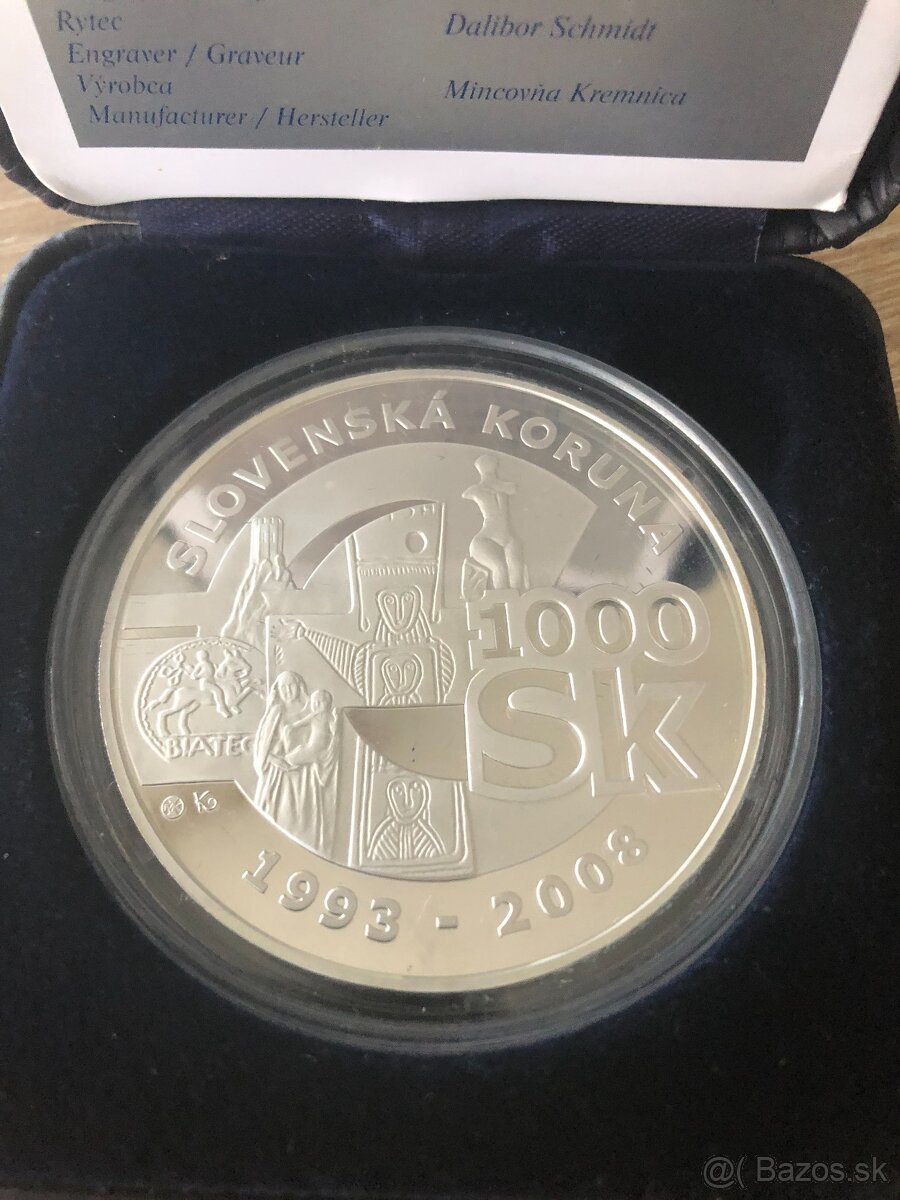 Rytec
Dalibor Schmidt
Engraver / Graveur
Výrobca
Mincovňa Kremnica
Manufacturer / Hersteller
SLOVENSKÁ KORUNA
1000
Sk
BIATEC
MK
1993 - 2008
@( Bazos.sk